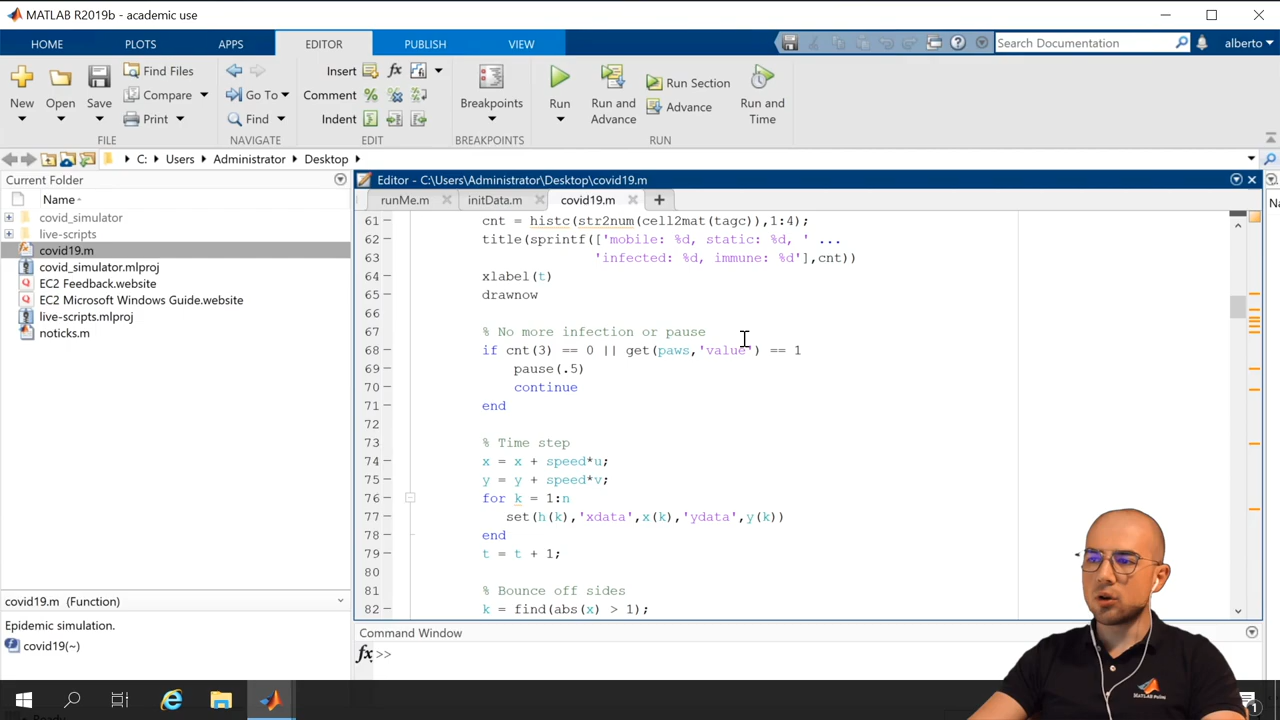 MATLAB R2019b - academic use
HOME PLOTS APPS EDITOR PUBLISH VIEW Search Documentation alberto
New Open Save Find Files Compare Print
FILE
Go To Find
NAVIGATE
Insert fx
Comment % %
Indent
EDIT
Breakpoints
BREAKPOINTS
Run Run and Advance Run Section Advance Run and Time
RUN
C: Users Administrator Desktop
Current Folder
Name
covid_simulator
live-scripts
covid19.m
covid_simulator.mlproj
EC2 Feedback.website
EC2 Microsoft Windows Guide.website
live-scripts.mlproj
noticks.m
covid19.m (Function)
Epidemic simulation.
covid19(~)
Editor - C:\Users\Administrator\Desktop\covid19.m
runMe.m initData.m covid19.m +
61 cnt = histc(str2num(cell2mat(tagc)),1:4);
62 title(sprintf(['mobile: %d, static: %d, ' ...
63 'infected: %d, immune: %d'],cnt))
64 xlabel(t)
65 drawnow
66
67 % No more infection or pause
68 if cnt(3) == 0 || get(paws,'value') == 1
69 pause(.5)
70 continue
71 end
72
73 % Time step
74 x = x + speed*u;
75 y = y + speed*v;
76 for k = 1:n
77 set(h(k),'xdata',x(k),'ydata',y(k))
78 end
79 t = t + 1;
80
81 % Bounce off sides
82 k = find(abs(x) > 1);
Command Window
fx >>
MATLAB Point
1